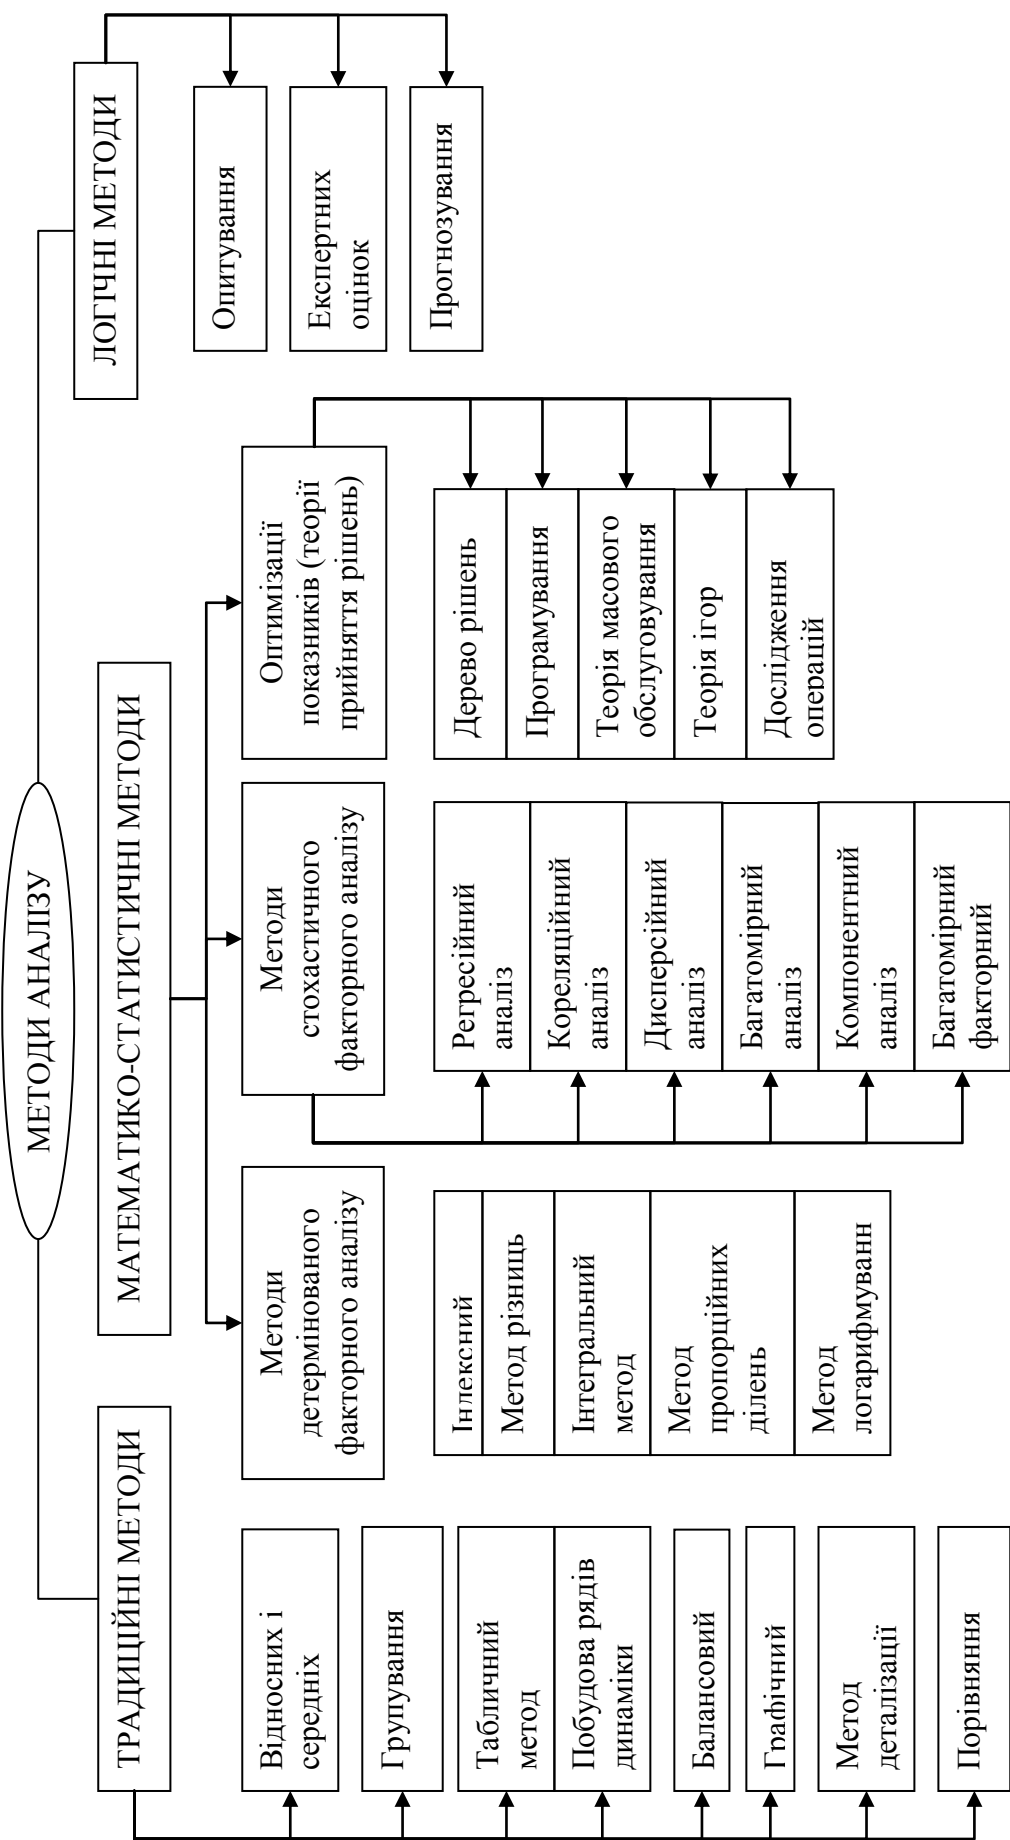 МЕТОДИ АНАЛІЗУ
ТРАДИЦІЙНІ МЕТОДИ
МАТЕМАТИКО-СТАТИСТИЧНІ МЕТОДИ
ЛОГІЧНІ МЕТОДИ
Відносних і
середніх
Групування
Табличний
метод
Побудова рядів
динаміки
Балансовий
Графічний
Метод
деталізації
Порівняння
Методи
детермінованого
факторного аналізу
Індексний
Метод різниць
Інтегральний
метод
Метод
пропорційних
ділень
Метод
логарифмуванн
Методи
стохастичного
факторного аналізу
Регресійний
аналіз
Кореляційний
аналіз
Дисперсійний
аналіз
Багатомірний
аналіз
Компонентний
аналіз
Багатомірний
факторний
Оптимізації
показників (теорії
прийняття рішень)
Дерево рішень
Програмування
Теорія масового
обслуговування
Теорія ігор
Дослідження
операцій
Опитування
Експертних
оцінок
Прогнозування